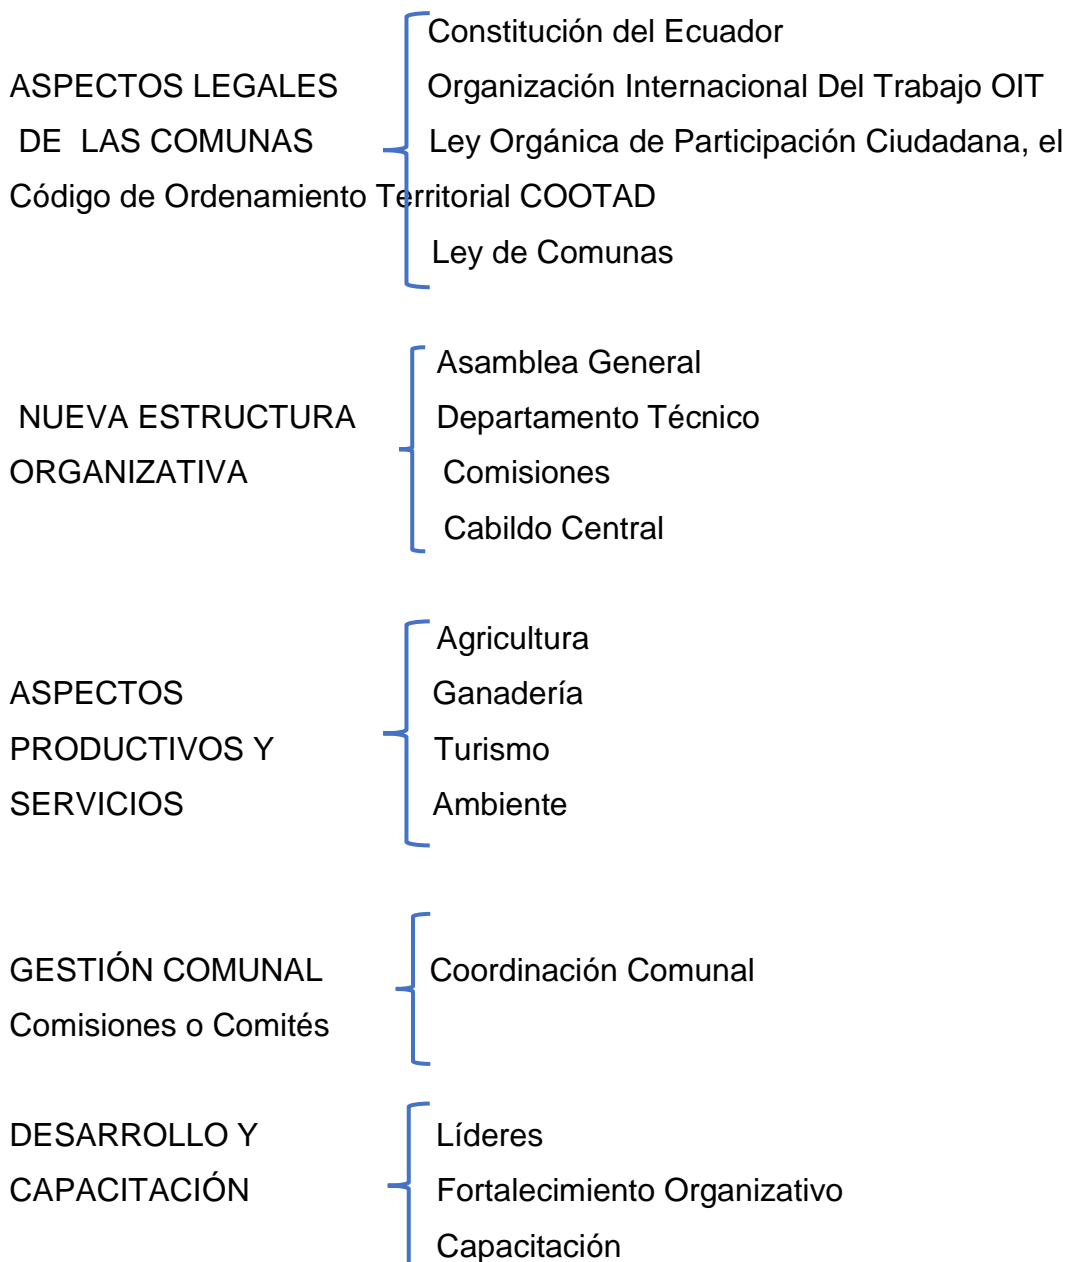 Constitución del Ecuador
ASPECTOS LEGALES Organización Internacional Del Trabajo OIT
DE LAS COMUNAS Ley Orgánica de Participación Ciudadana, el
Código de Ordenamiento Territorial COOTAD
Ley de Comunas
Asamblea General
NUEVA ESTRUCTURA Departamento Técnico
ORGANIZATIVA Comisiones
Cabildo Central
Agricultura
ASPECTOS Ganadería
PRODUCTIVOS Y Turismo
SERVICIOS Ambiente
GESTIÓN COMUNAL Coordinación Comunal
Comisiones o Comités
DESARROLLO Y Líderes
CAPACITACIÓN Fortalecimiento Organizativo
Capacitación